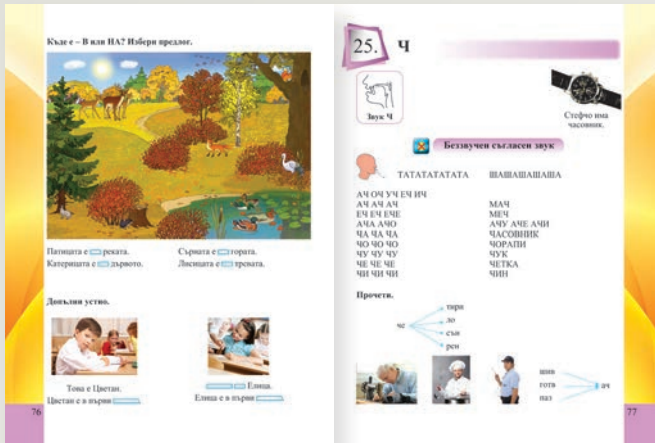 Къде е – В или НА? Избери предлог.
Патицата е реката.
Сърната е гората.
Катерицата е дървото.
Лисицата е тревата.
Допълни устно.
Това е Цветан.
Цветан е в първи
Елица.
Елица е в първи
76
25. Ч
Звук Ч
Стефчо има
часовник.
Беззвучен съгласен звук
ТАТАТАТАТАТА ШАШАШАШАША
АЧ ОЧ УЧ ЕЧ ИЧ
АЧ АЧ АЧ МАЧ
ЕЧ ЕЧ ЕЧЕ МЕЧ
АЧА АЧО АЧУ АЧЕ АЧИ
ЧА ЧА ЧА ЧАСОВНИК
ЧО ЧО ЧО ЧОРАПИ
ЧУ ЧУ ЧУ ЧУК
ЧЕ ЧЕ ЧЕ ЧЕТКА
ЧИ ЧИ ЧИ ЧИН
Прочети.
че
тири
ло
сън
рен
шив
готв
паз
ач
77